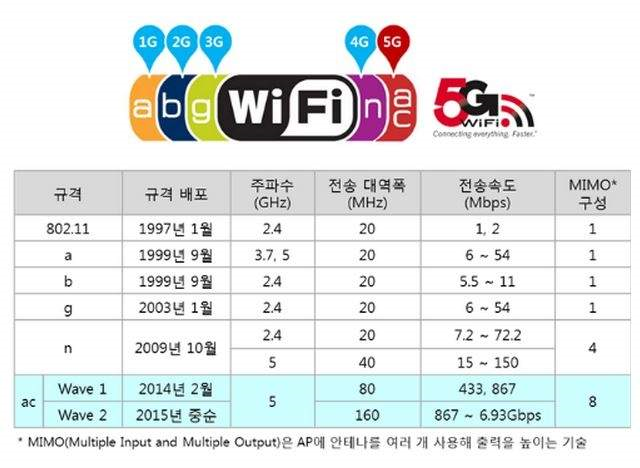 1G 2G 3G 4G 5G
a b g WiFi n ac
5G WiFi
Connecting everything. Faster.™
규격 규격 배포 주파수 (GHz) 전송 대역폭 (MHz) 전송속도 (Mbps) MIMO* 구성
802.11 1997년 1월 2.4 20 1, 2 1
a 1999년 9월 3.7, 5 20 6 ~ 54 1
b 1999년 9월 2.4 20 5.5 ~ 11 1
g 2003년 1월 2.4 20 6 ~ 54 1
n 2009년 10월 2.4 20 7.2 ~ 72.2 4
5 40 15 ~ 150
ac Wave 1 2014년 2월 5 80 433, 867 8
Wave 2 2015년 중순 160 867 ~ 6.93Gbps
* MIMO(Multiple Input and Multiple Output)은 AP에 안테나를 여러 개 사용해 출력을 높이는 기술